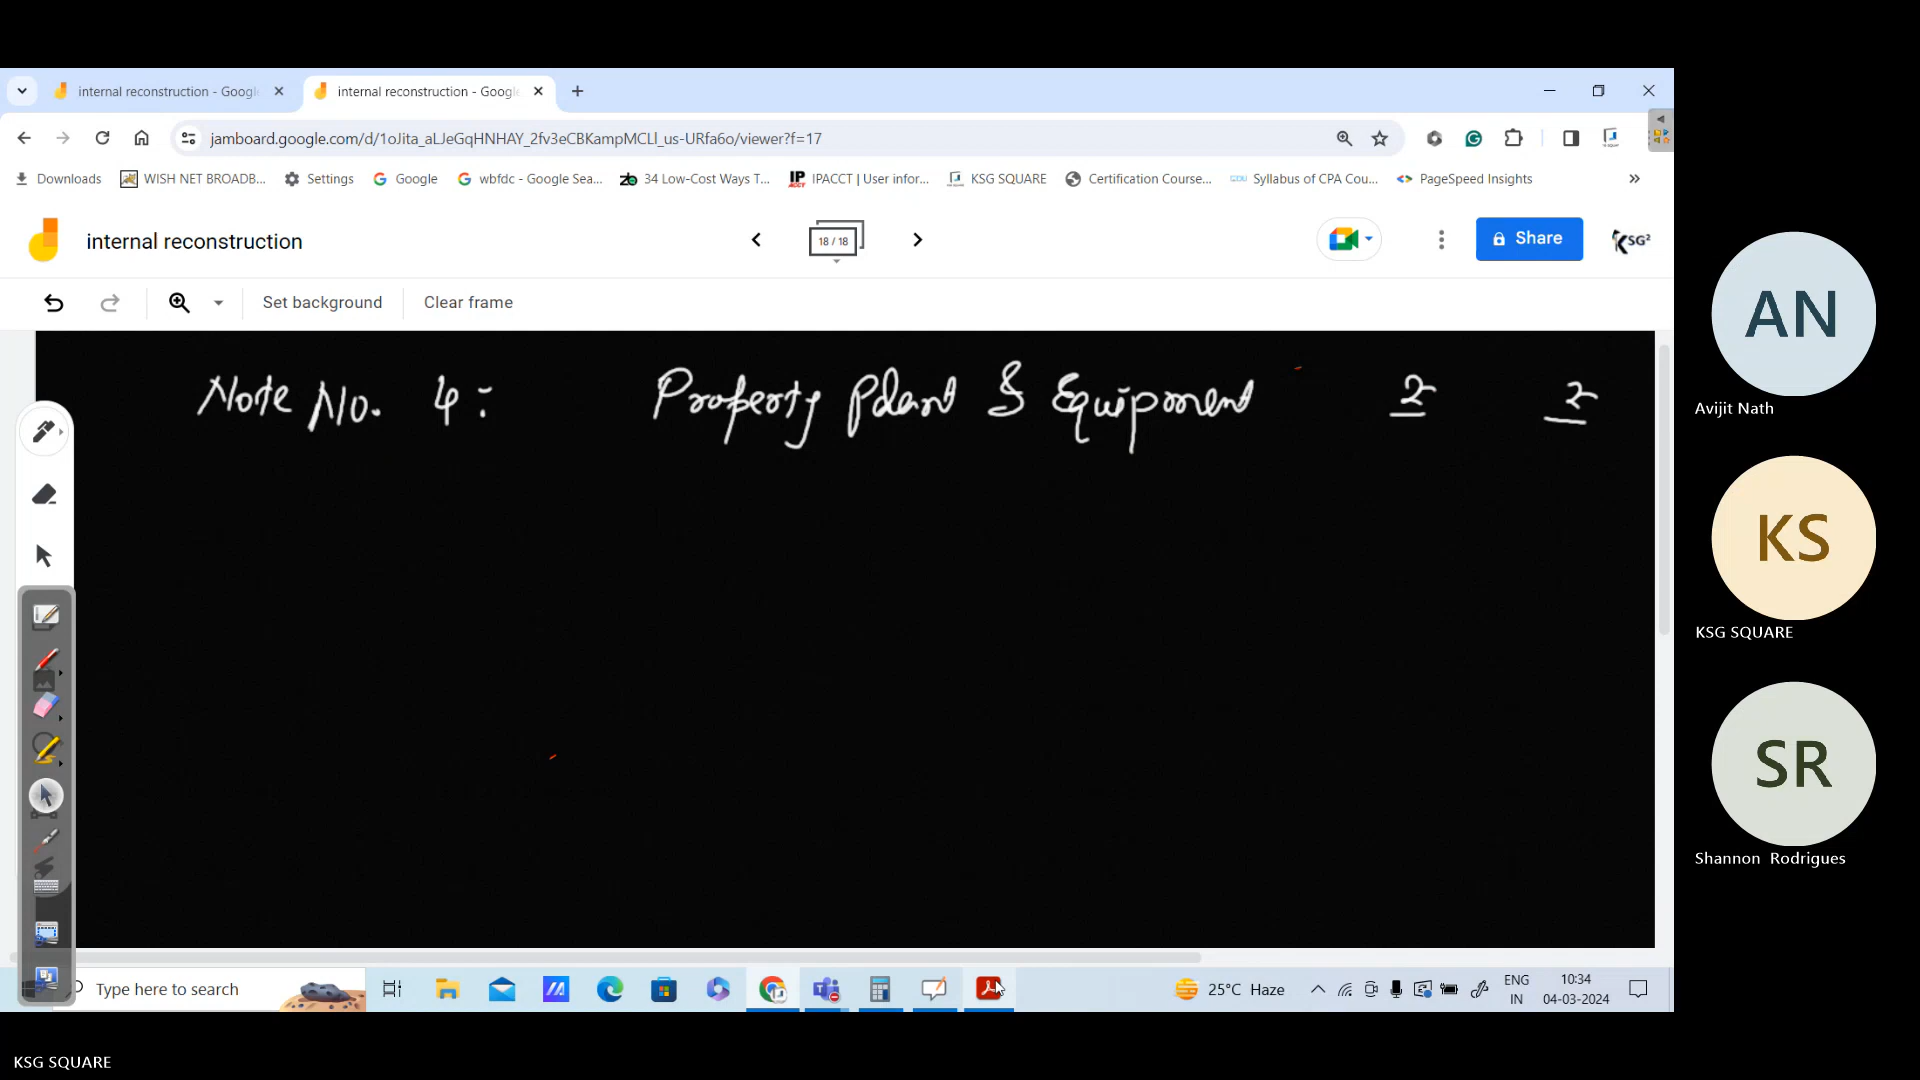 internal reconstruction - Googl
internal reconstruction - Google
jamboard.google.com/d/1oJita_aLJeGqHNHAY_2fv3eCBKampMCLl_us-URfa6o/viewer?f=17
Downloads WISH NET BROADB... Settings Google wbfdc - Google Sea... 34 Low-Cost Ways T... IPACCT | User infor... KSG SQUARE Certification Course... Syllabus of CPA Cou... PageSpeed Insights
internal reconstruction
18 / 18
Share
KSG²
Set background
Clear frame
Note No. 4: Property Plant & Equipment ₹ ₹
AN
Avijit Nath
KS
KSG SQUARE
SR
Shannon Rodrigues
Type here to search
25°C Haze
ENG
IN
10:34
04-03-2024
KSG SQUARE